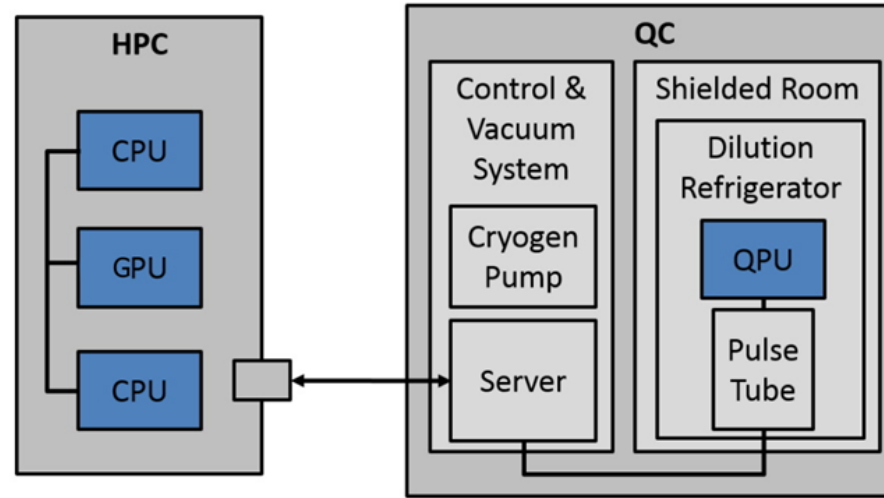 HPC
CPU
GPU
CPU
QC
Control &
Vacuum
System
Cryogen
Pump
Server
Shielded Room
Dilution
Refrigerator
QPU
Pulse
Tube